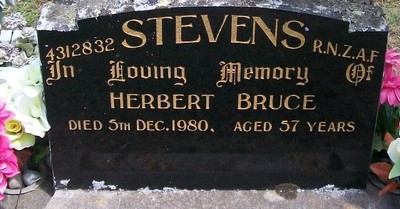 4312832 STEVENS R.N.Z.A.F
In Loving Memory Of
HERBERT BRUCE
DIED 5TH DEC. 1980, AGED 57 YEARS